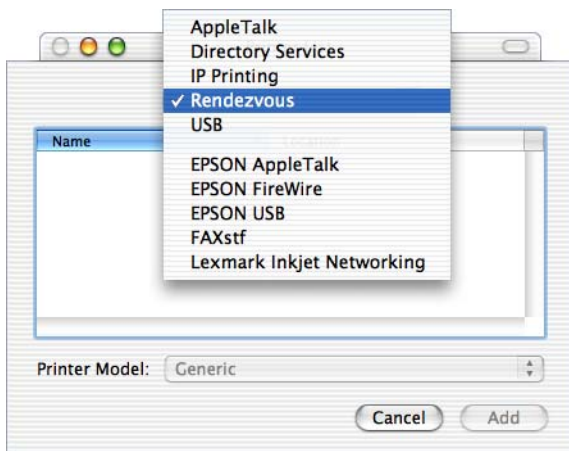 AppleTalk
Directory Services
IP Printing
✓ Rendezvous
USB
Name Location
EPSON AppleTalk
EPSON FireWire
EPSON USB
FAXstf
Lexmark Inkjet Networking
Printer Model: Generic
Cancel Add